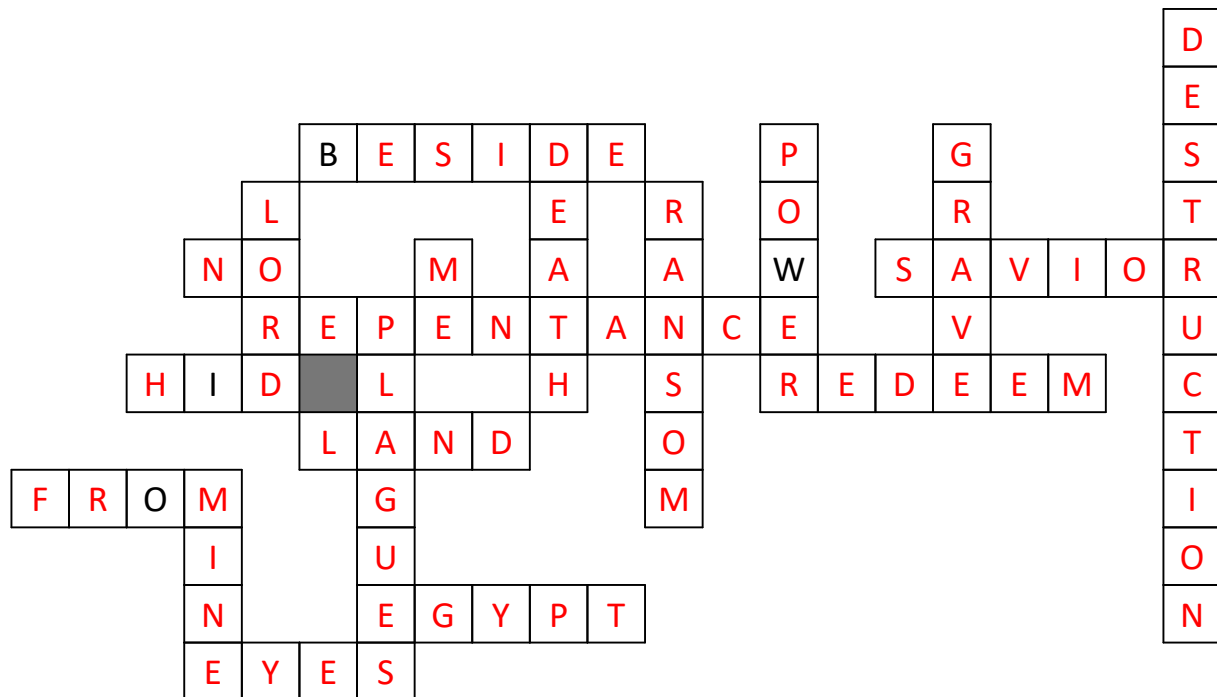 D
E
B E S I D E P G S
L E R O R T
N O M A A W S A V I O R
R E P E N T A N C E V U
H I D L H S R E D E E M C
L A N D O T
F R O M G M I
I U O
N E G Y P T N
E Y E S